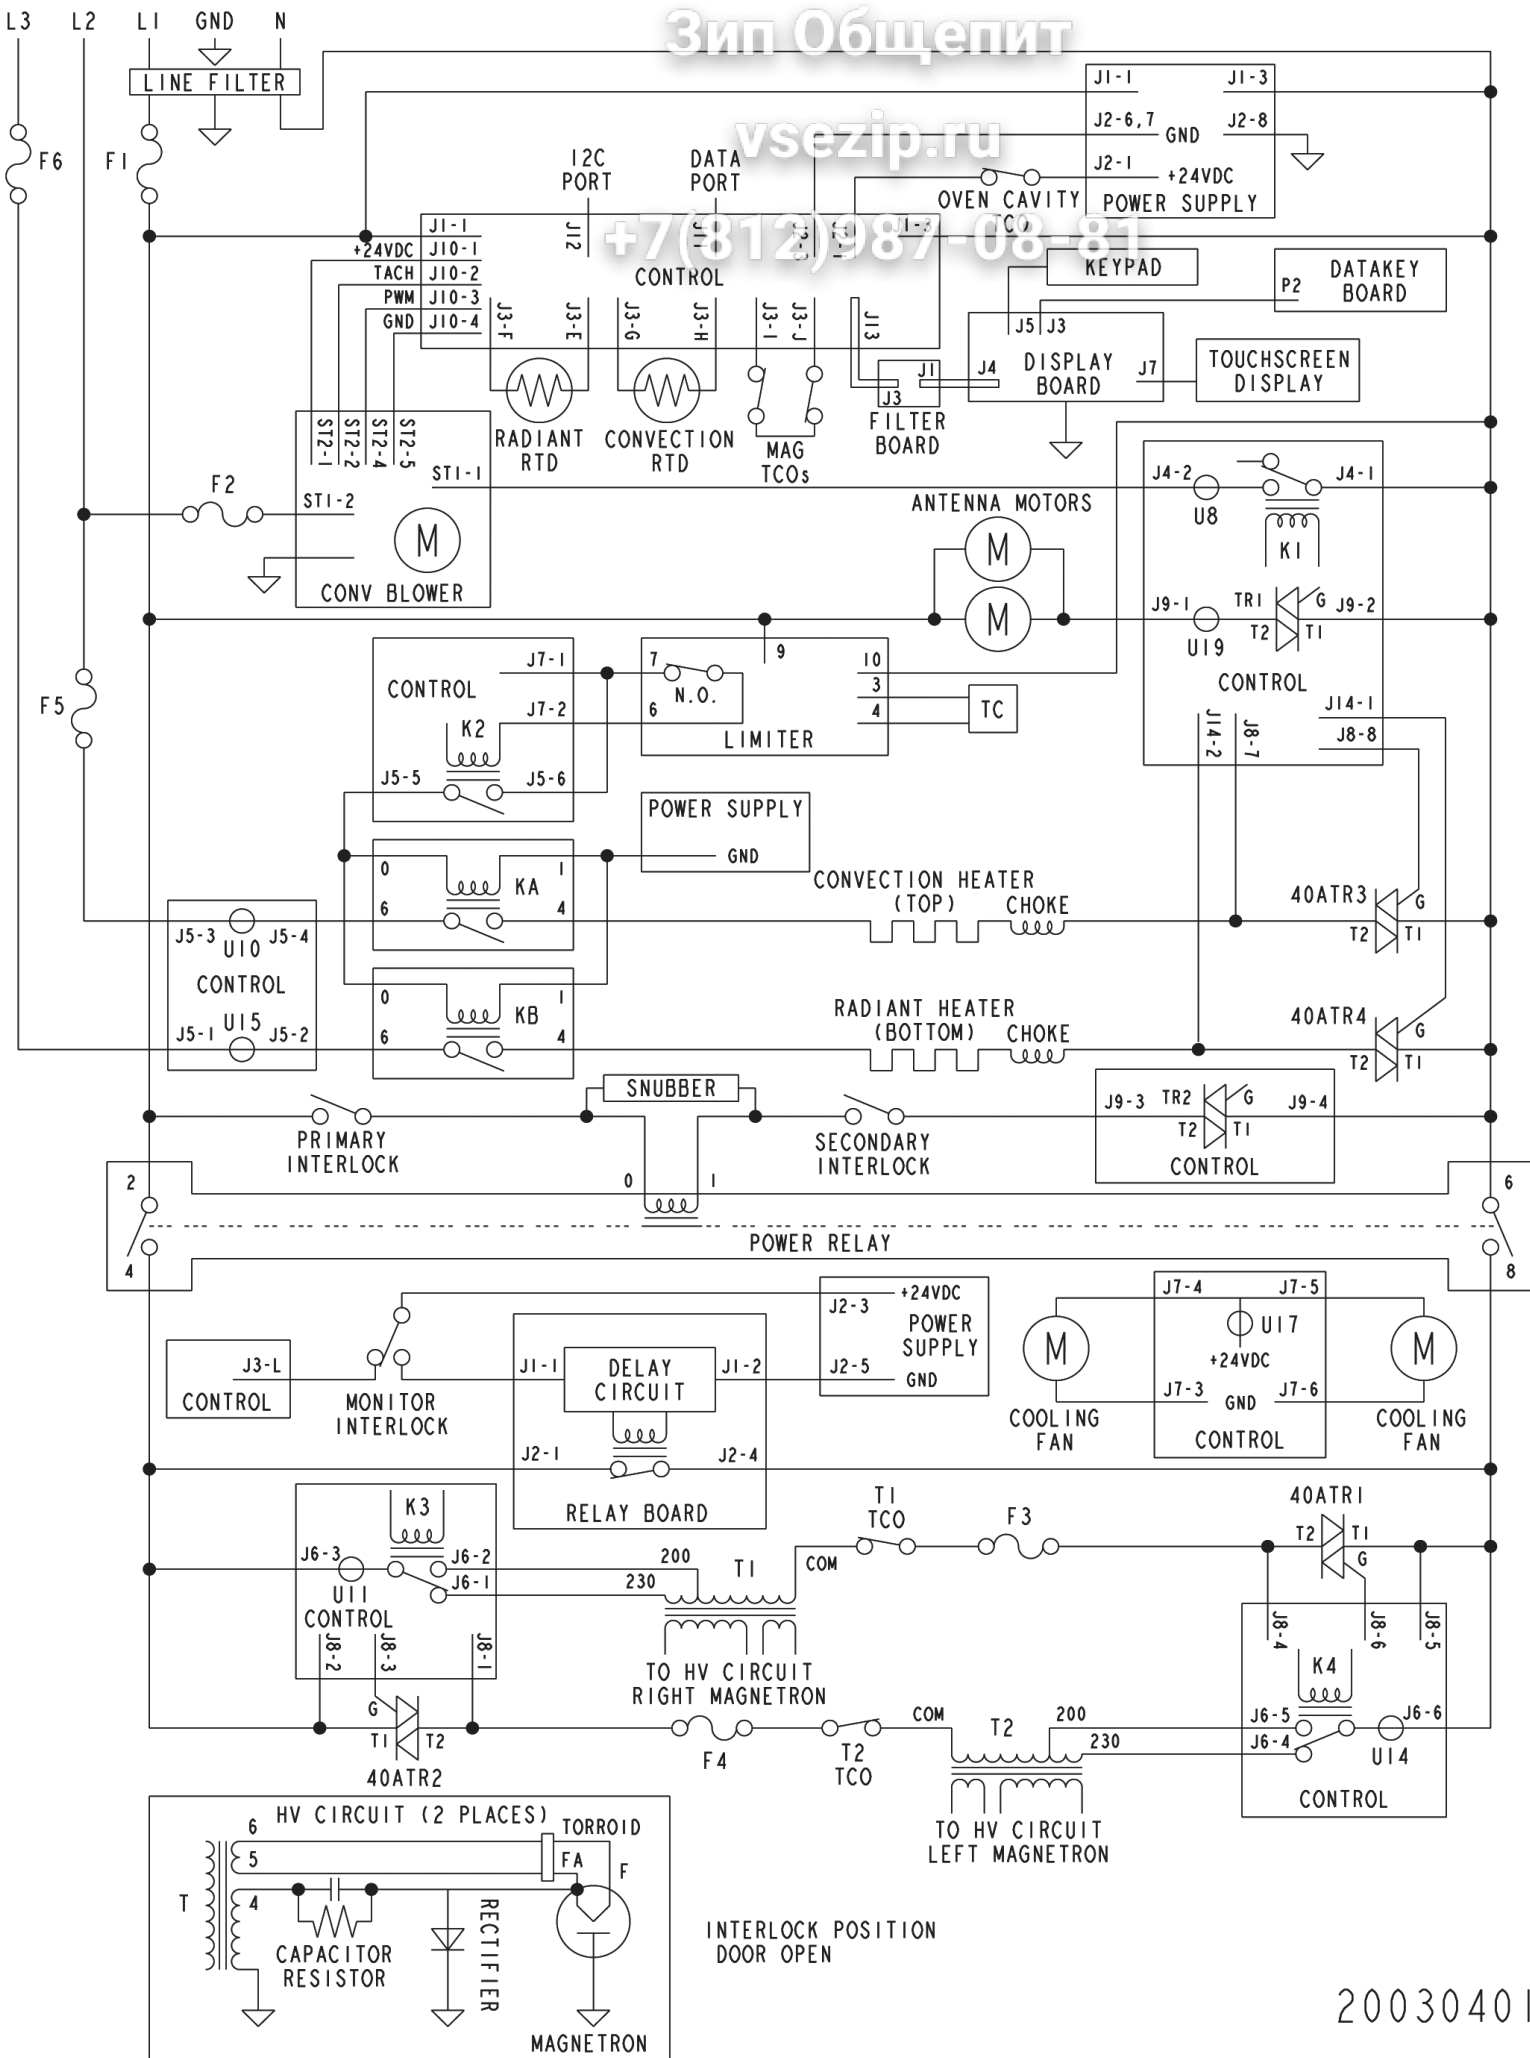 L3 L2 L1 GND N
Зип Общепит
LINE FILTER
J1-1 J1-3
vsezip.ru
J2-6,7 GND J2-8
F6 F1
I2C PORT
DATA PORT
J2-1 +24VDC
OVEN CAVITY TCO
POWER SUPPLY
+7(812)987-08-81
J1-1 J12 J1-3
+24VDC J10-1
TACH J10-2
PWM J10-3
GND J10-4
CONTROL
KEYPAD
P2 DATAKEY BOARD
J3-F J3-E J3-G J3-H J3-I J3-J J13
J5 J3
J4 DISPLAY BOARD J7
TOUCHSCREEN DISPLAY
J1
J3
FILTER BOARD
RADIANT RTD
CONVECTION RTD
MAG TCOs
ST2-1 ST2-2 ST2-4 ST2-5
ST1-1
F2
ST1-2
M
CONV BLOWER
ANTENNA MOTORS
M
M
J4-2 J4-1
U8
K1
J9-1 TR1 G J9-2
U19 T2 T1
CONTROL
J14-1
J14-2 J8-7 J8-8
F5
J7-1
CONTROL
K2 J7-2
J5-5 J5-6
7 9 10
N.O. 3
6 4
LIMITER
TC
POWER SUPPLY
GND
0 1
KA
6 4
CONVECTION HEATER
(TOP) CHOKE
40ATR3 G
T2 T1
J5-3 J5-4
U10
CONTROL
U15
J5-1 J5-2
0 1
KB
6 4
RADIANT HEATER
(BOTTOM) CHOKE
40ATR4 G
T2 T1
SNUBBER
PRIMARY INTERLOCK
SECONDARY INTERLOCK
J9-3 TR2 G J9-4
T2 T1
CONTROL
2 0 1 6
POWER RELAY
4 8
J2-3 +24VDC
POWER SUPPLY
J2-5 GND
J7-4 J7-5
U17
+24VDC
J7-3 GND J7-6
CONTROL
M
COOLING FAN
M
COOLING FAN
J3-L
CONTROL
MONITOR INTERLOCK
J1-1 DELAY CIRCUIT J1-2
J2-1 J2-4
RELAY BOARD
K3
J6-3 J6-2
J6-1
U11
CONTROL
J8-2 J8-3 J8-1
200 T1 COM
230
T1 TCO
F3
40ATR1
T2 T1
G
TO HV CIRCUIT
RIGHT MAGNETRON
J8-4 J8-6 J8-5
K4
J6-5 J6-6
J6-4 U14
CONTROL
G
T1 T2
40ATR2
F4
T2 TCO
COM T2 200
230
TO HV CIRCUIT
LEFT MAGNETRON
HV CIRCUIT (2 PLACES)
6 TORROID
5 FA F
T 4
CAPACITOR
RESISTOR
RECTIFIER
MAGNETRON
INTERLOCK POSITION
DOOR OPEN
20030401